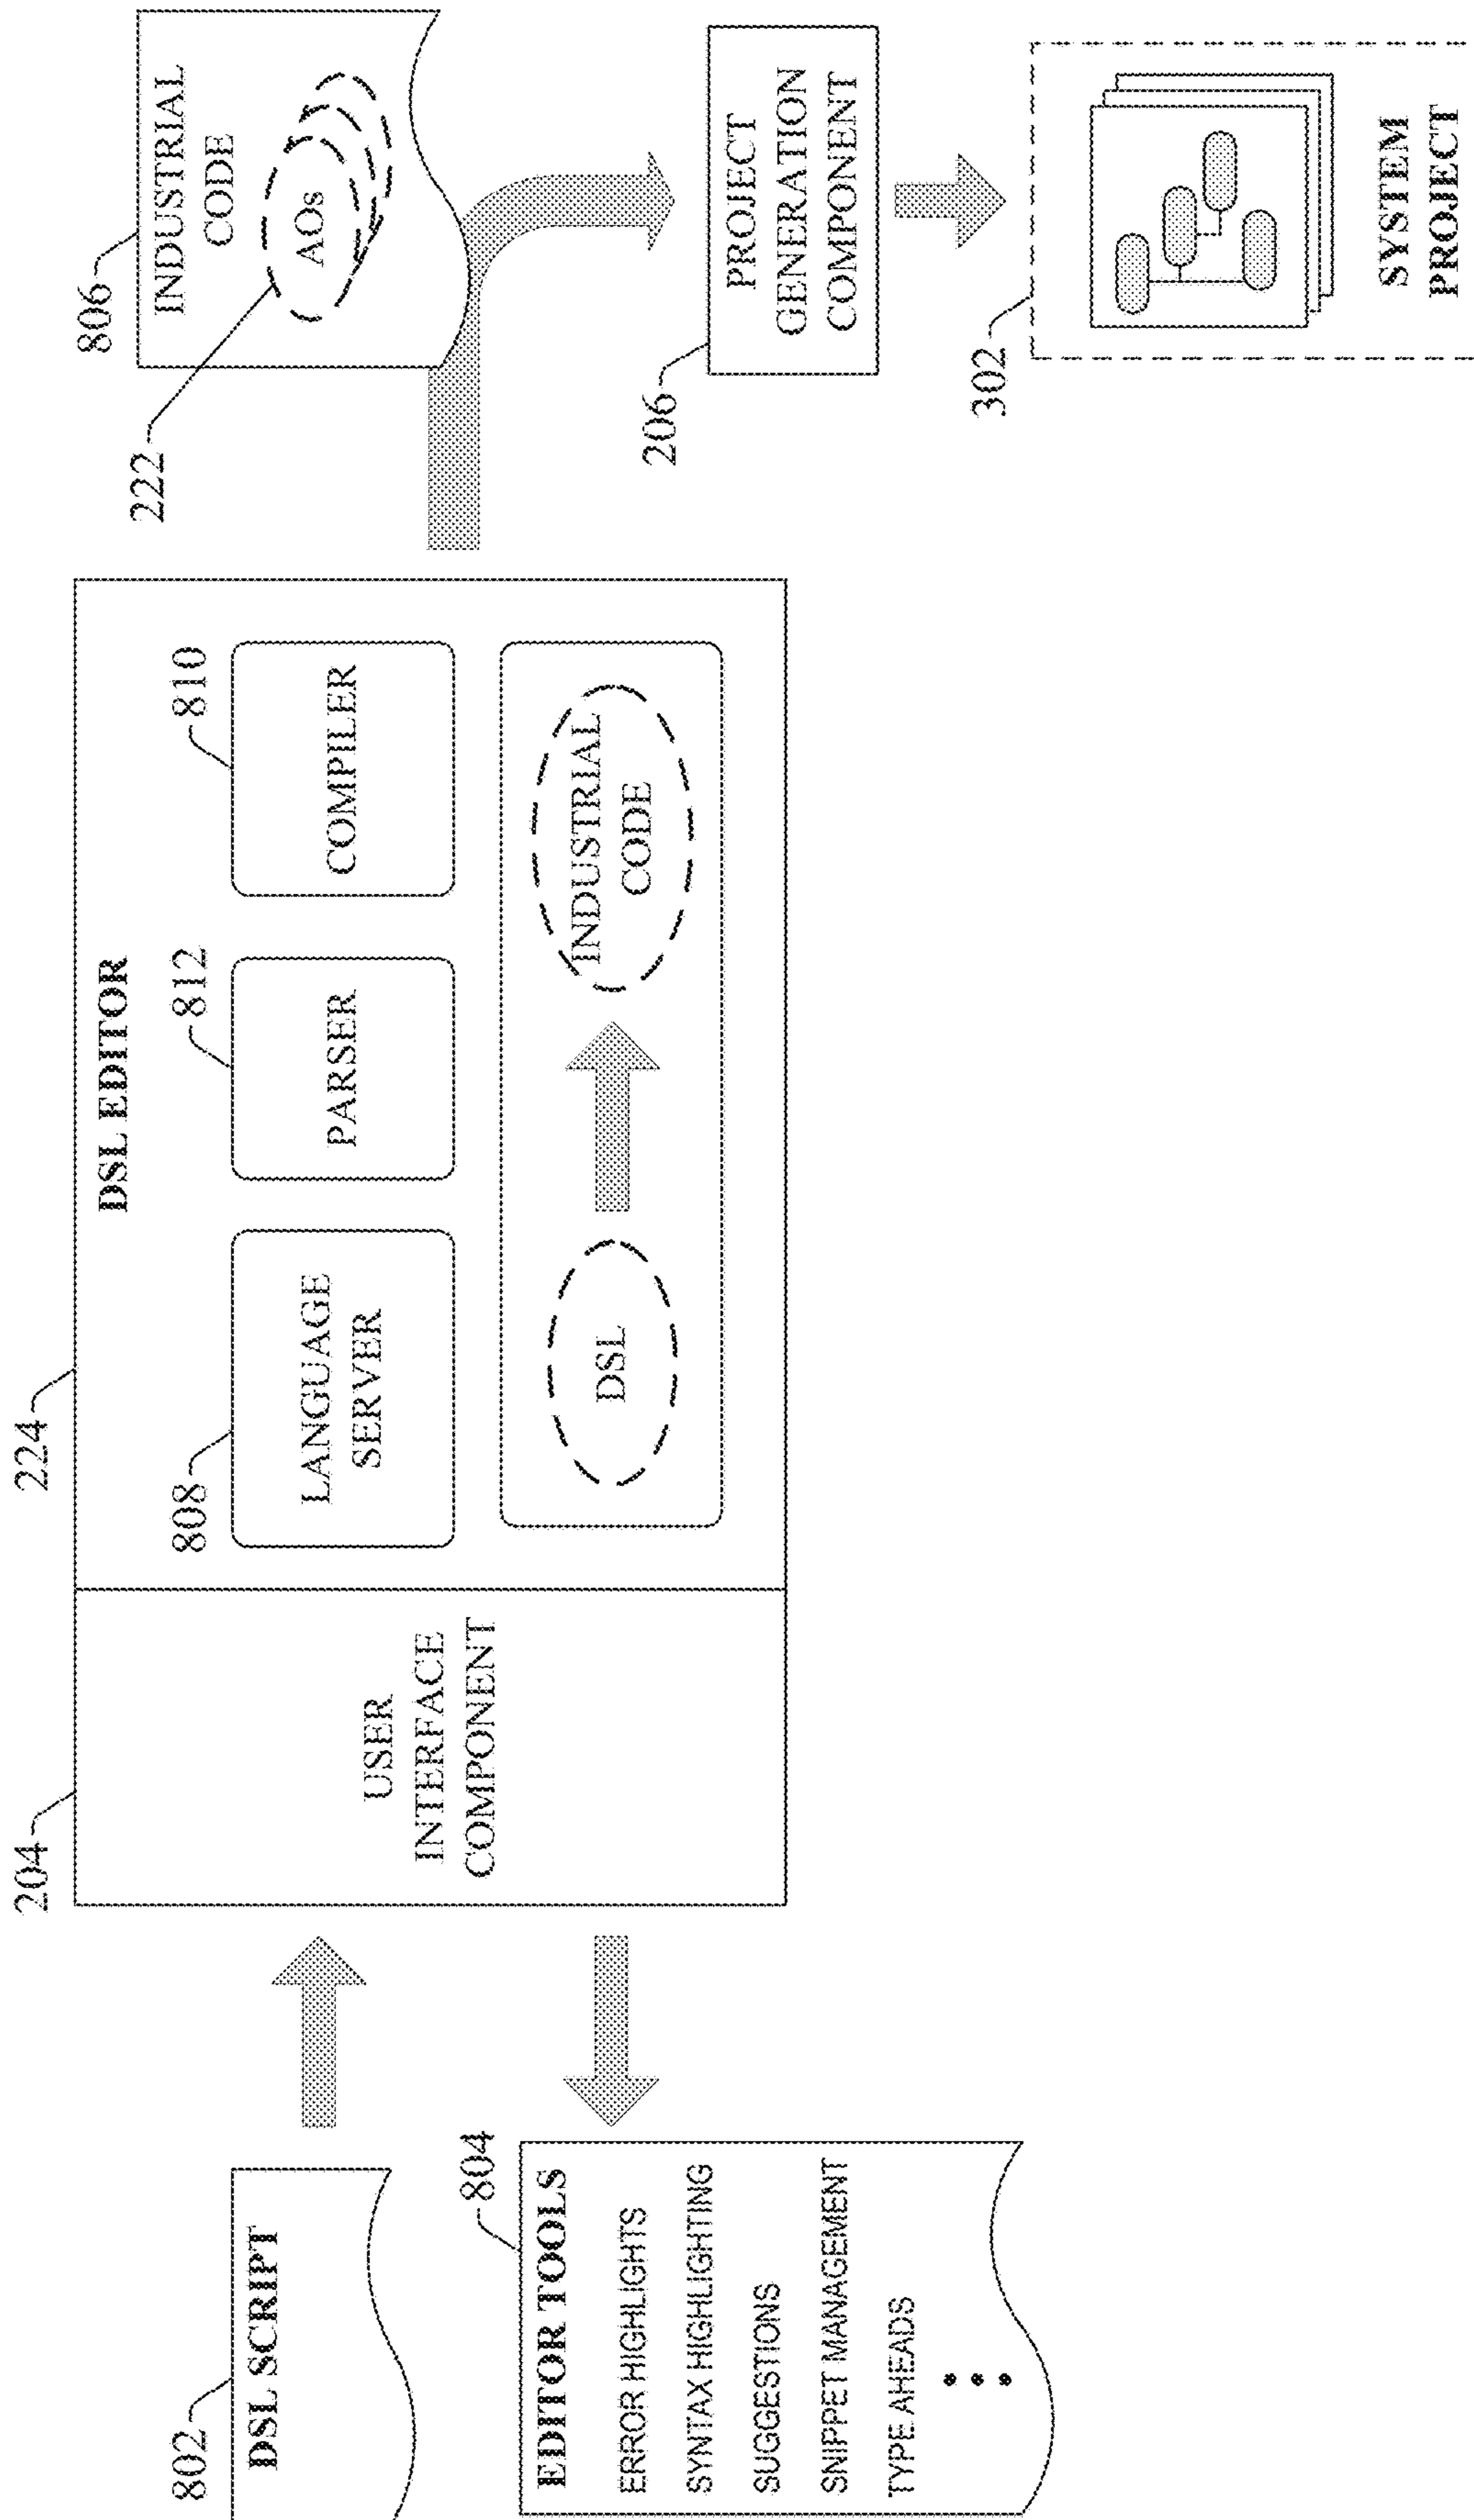 802
DSL SCRIPT
804
EDITOR TOOLS
ERROR HIGHLIGHTS
SYNTAX HIGHLIGHTING
SUGGESTIONS
SNIPPET MANAGEMENT
TYPE AHEADS
204
USER
INTERFACE
COMPONENT
224
DSL EDITOR
808
LANGUAGE
SERVER
812
PARSER
810
COMPILER
DSL
INDUSTRIAL
CODE
806
INDUSTRIAL
CODE
AOs
222
206
PROJECT
GENERATION
COMPONENT
302
SYSTEM
PROJECT